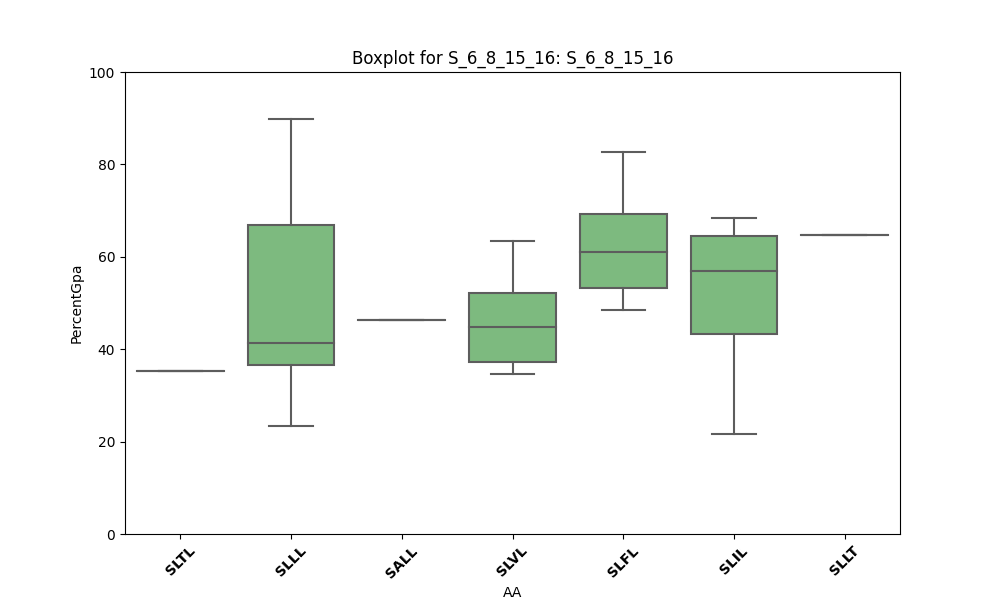 Boxplot for S_6_8_15_16: S_6_8_15_16
100
80
60
40
20
0
PercentGpa
SLTL
SLLL
SALL
SLVL
SLFL
SLIL
SLLT
AA